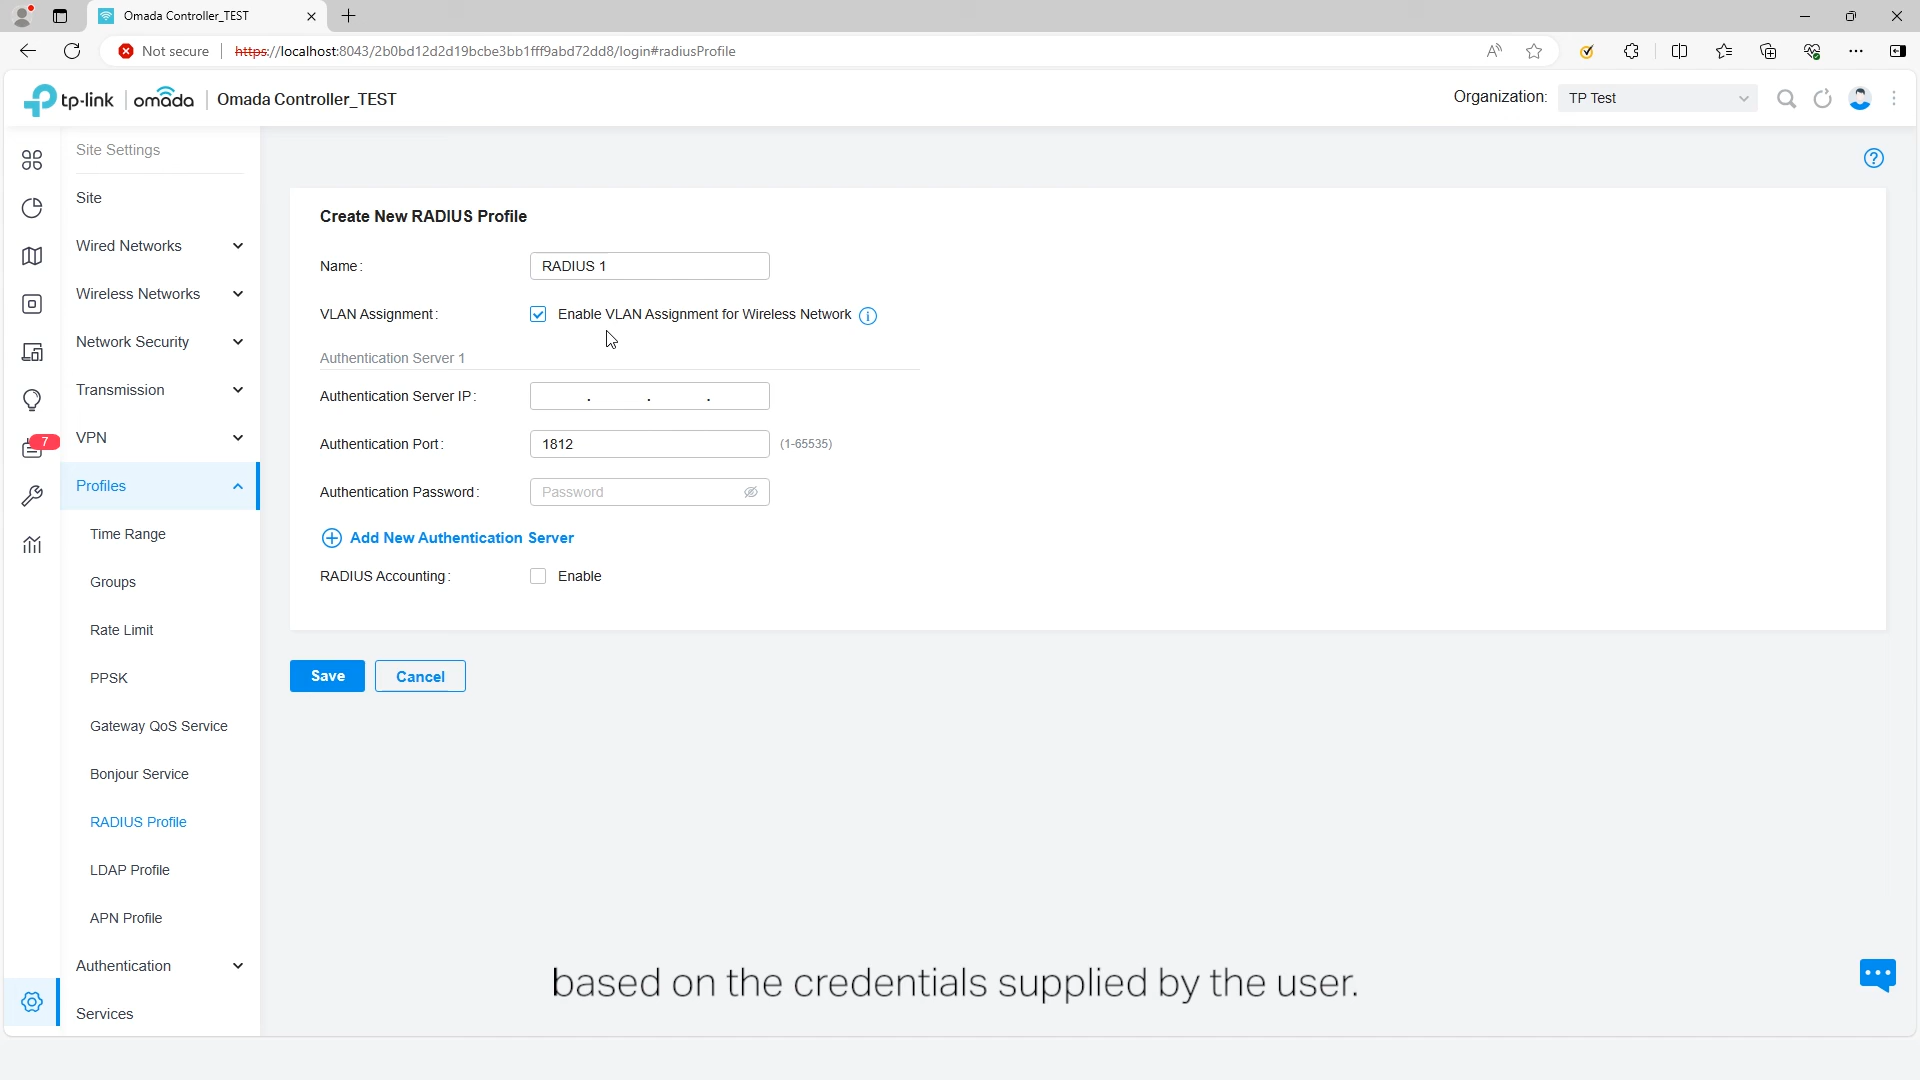 Omada Controller_TEST
Not secure
https://localhost:8043/2b0bd12d2d19bcbe3bb1fff9abd72dd8/login#radiusProfile
tp-link
omada
Omada Controller_TEST
Organization:
TP Test
Site Settings
Site
Wired Networks
Wireless Networks
Network Security
Transmission
7
VPN
Profiles
Time Range
Groups
Rate Limit
PPSK
Gateway QoS Service
Bonjour Service
RADIUS Profile
LDAP Profile
APN Profile
Authentication
Services
Create New RADIUS Profile
Name:
RADIUS 1
VLAN Assignment:
Enable VLAN Assignment for Wireless Network
Authentication Server 1
Authentication Server IP:
. . .
Authentication Port:
1812
(1-65535)
Authentication Password:
Password
Add New Authentication Server
RADIUS Accounting:
Enable
Save
Cancel
based on the credentials supplied by the user.